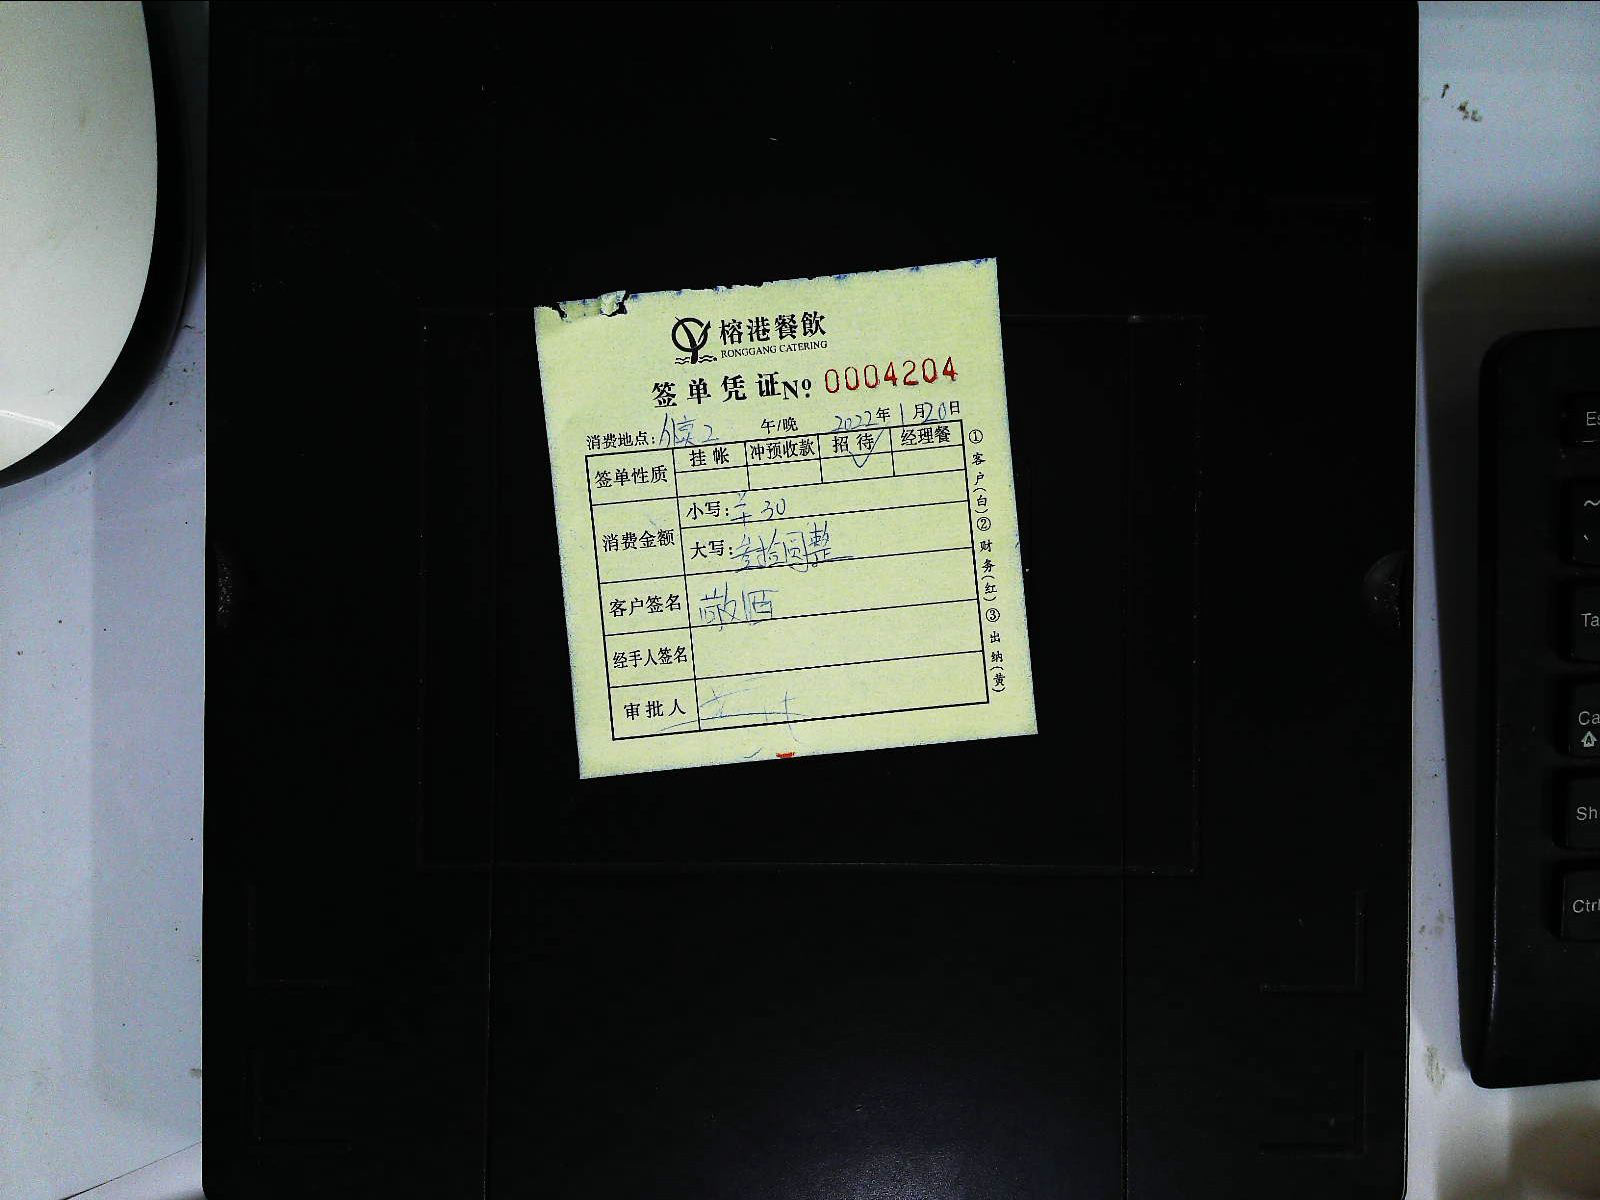 榕港餐飲
RONGGANG CATERING
签单凭证No. 0004204
消费地点: 2 午/晚 2022年1月20日
签单性质 挂帐 冲预收款 招待 经理餐
消费金额 小写: 30
大写: 叁拾圆整
客户签名 敬酒
经手人签名
审批人
①客户(白)②财务(红)③出纳(黄)
Es
~
Ta
Ca
Sh
Ctrl